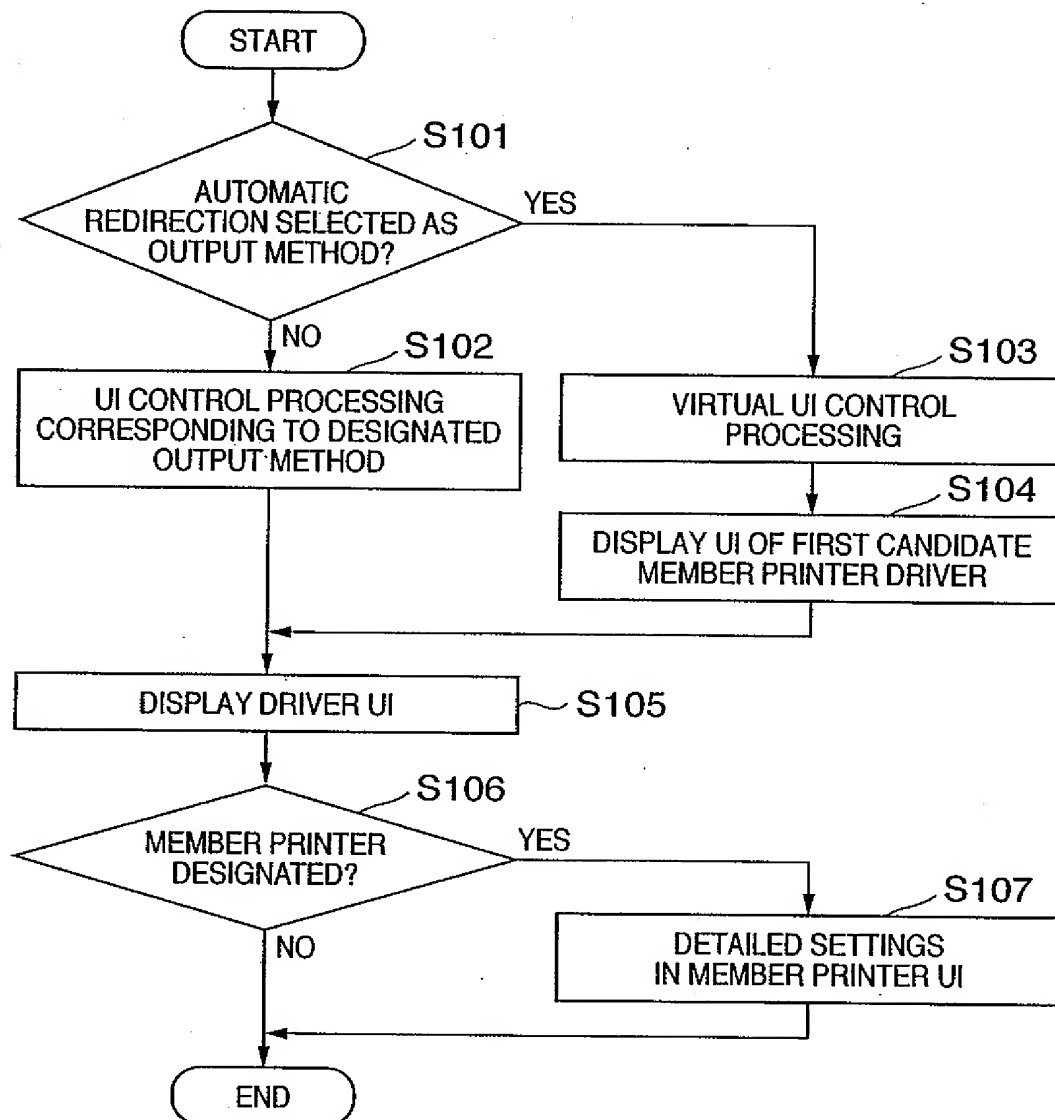 START
S101
AUTOMATIC
REDIRECTION SELECTED AS
OUTPUT METHOD?
YES
NO
S102
UI CONTROL PROCESSING
CORRESPONDING TO DESIGNATED
OUTPUT METHOD
S103
VIRTUAL UI CONTROL
PROCESSING
S104
DISPLAY UI OF FIRST CANDIDATE
MEMBER PRINTER DRIVER
DISPLAY DRIVER UI
S105
S106
MEMBER PRINTER
DESIGNATED?
YES
NO
S107
DETAILED SETTINGS
IN MEMBER PRINTER UI
END